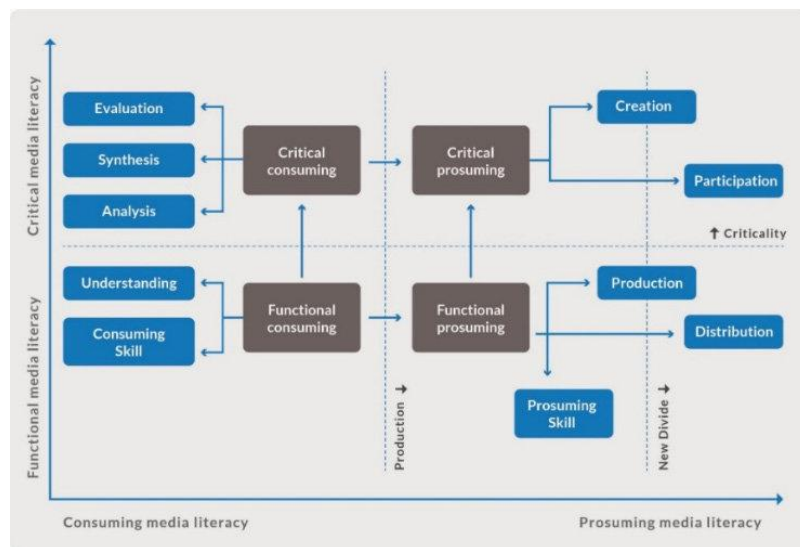 Critical media literacy
Functional media literacy
Evaluation
Synthesis
Analysis
Critical
consuming
Critical
prosuming
Creation
Participation
↑ Criticality
Understanding
Consuming
Skill
Functional
consuming
Functional
prosuming
Production
Distribution
Prosuming
Skill
Production →
New Divide →
Consuming media literacy
Prosuming media literacy